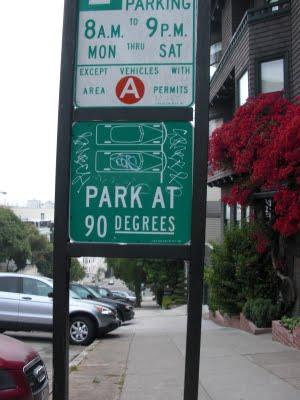 PARKING
8 A.M. TO 9 P.M.
MON THRU SAT
EXCEPT VEHICLES WITH
A
AREA PERMITS
PARK AT
90 DEGREES